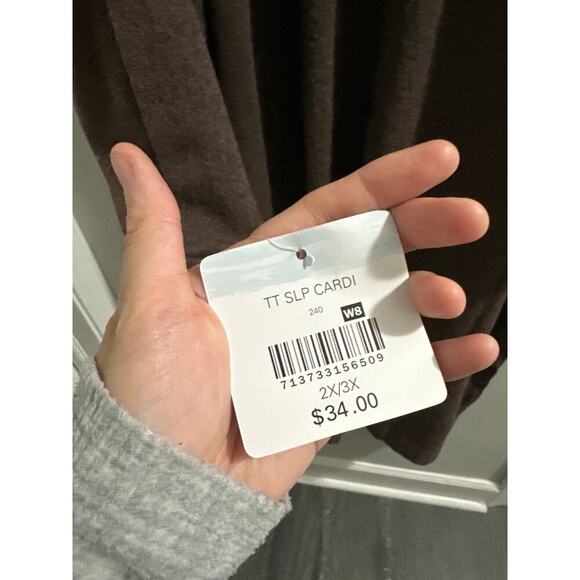 TT SLP CARDI
240 W8
713733156509
2X/3X
$34.00